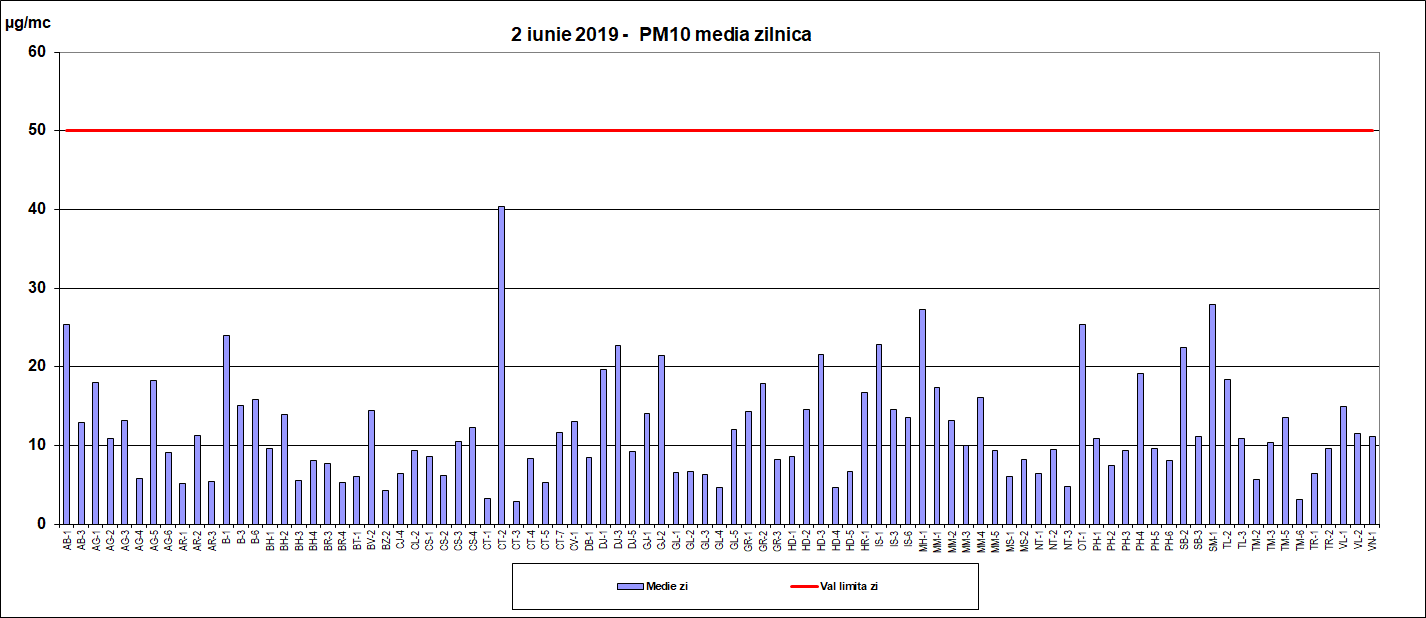 µg/mc
2 iunie 2019 - PM10 media zilnica
60
50
40
30
20
10
0
AB-1 AB-3 AG-1 AG-2 AG-3 AG-4 AG-5 AG-6 AR-1 AR-2 AR-3 B-1 B-3 B-6 BH-1 BH-2 BH-3 BH-4 BR-3 BR-4 BT-1 BV-2 BZ-2 CJ-4 CL-2 CS-1 CS-2 CS-3 CS-4 CT-1 CT-2 CT-3 CT-4 CT-5 CT-7 CV-1 DB-1 DJ-1 DJ-3 DJ-5 GJ-1 GJ-2 GL-1 GL-2 GL-3 GL-4 GL-5 GR-1 GR-2 GR-3 HD-1 HD-2 HD-3 HD-4 HD-5 HR-1 IS-1 IS-3 IS-6 MH-1 MM-1 MM-2 MM-3 MM-4 MM-5 MS-1 MS-2 NT-1 NT-2 NT-3 OT-1 PH-1 PH-2 PH-3 PH-4 PH-5 PH-6 SB-2 SB-3 SM-1 TL-2 TL-3 TM-2 TM-3 TM-5 TM-6 TR-1 TR-2 VL-1 VL-2 VN-1
Medie zi Val limita zi